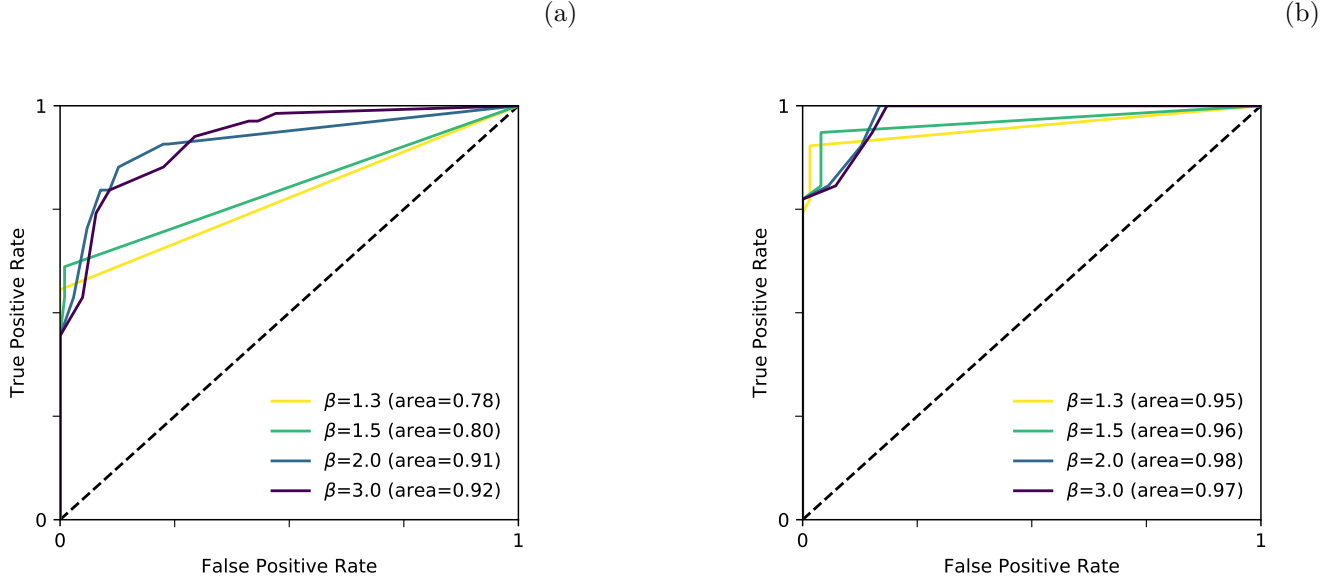 (a)
1
True Positive Rate
β=1.3 (area=0.78)
β=1.5 (area=0.80)
β=2.0 (area=0.91)
β=3.0 (area=0.92)
0
0
1
False Positive Rate
(b)
1
True Positive Rate
β=1.3 (area=0.95)
β=1.5 (area=0.96)
β=2.0 (area=0.98)
β=3.0 (area=0.97)
0
0
1
False Positive Rate